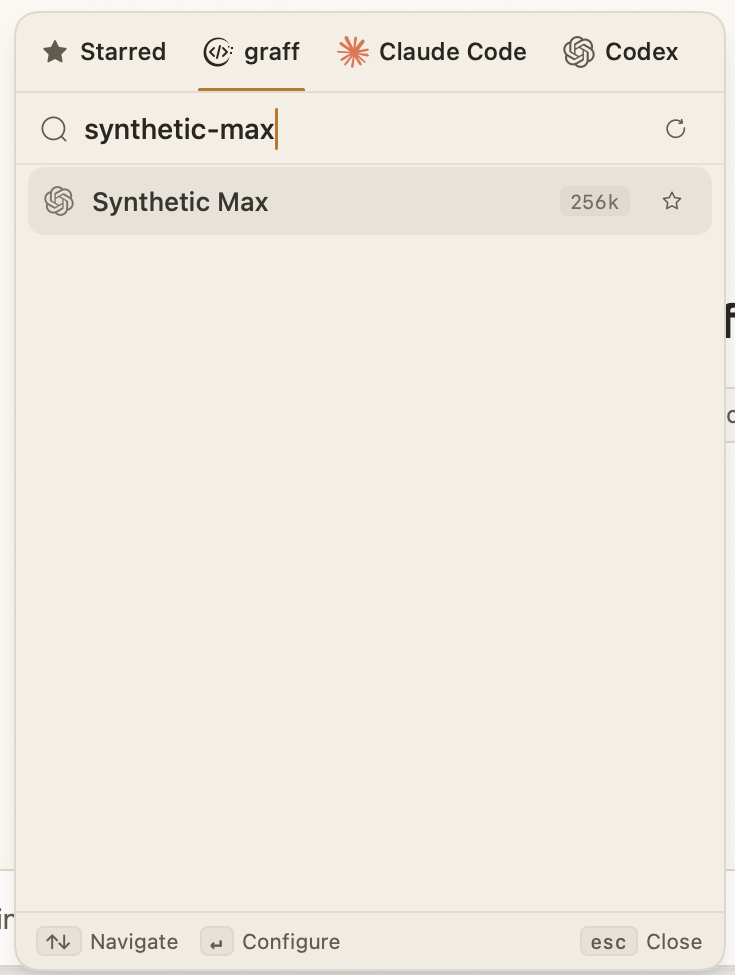 Starred graff Claude Code Codex
synthetic-max
Synthetic Max 256k
↑↓ Navigate ↵ Configure esc Close